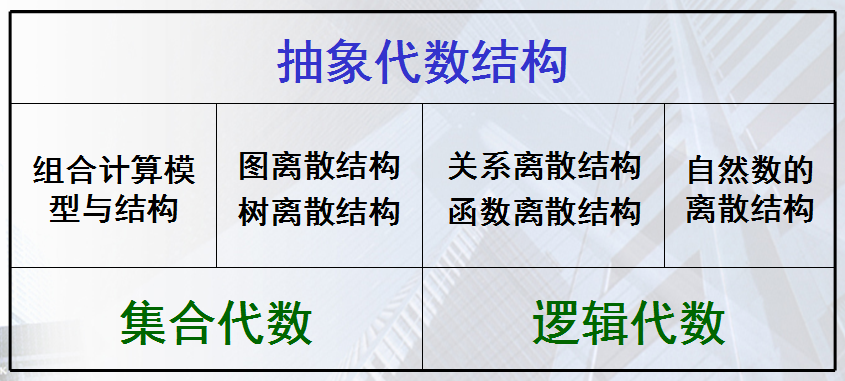 抽象代数结构
组合计算模
型与结构
图离散结构
树离散结构
关系离散结构
函数离散结构
自然数的
离散结构
集合代数
逻辑代数